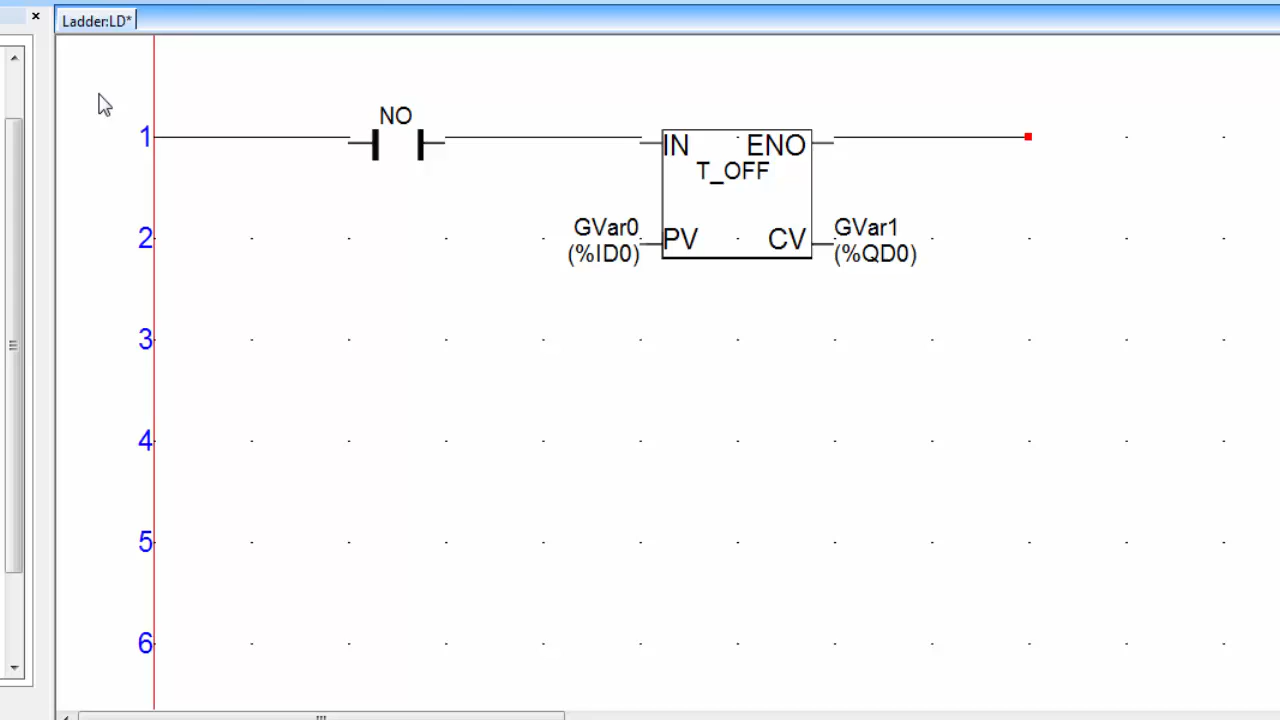 Ladder:LD*
NO
1
IN ENO
T_OFF
GVar0 GVar1
2 PV CV
(%ID0) (%QD0)
3
4
5
6